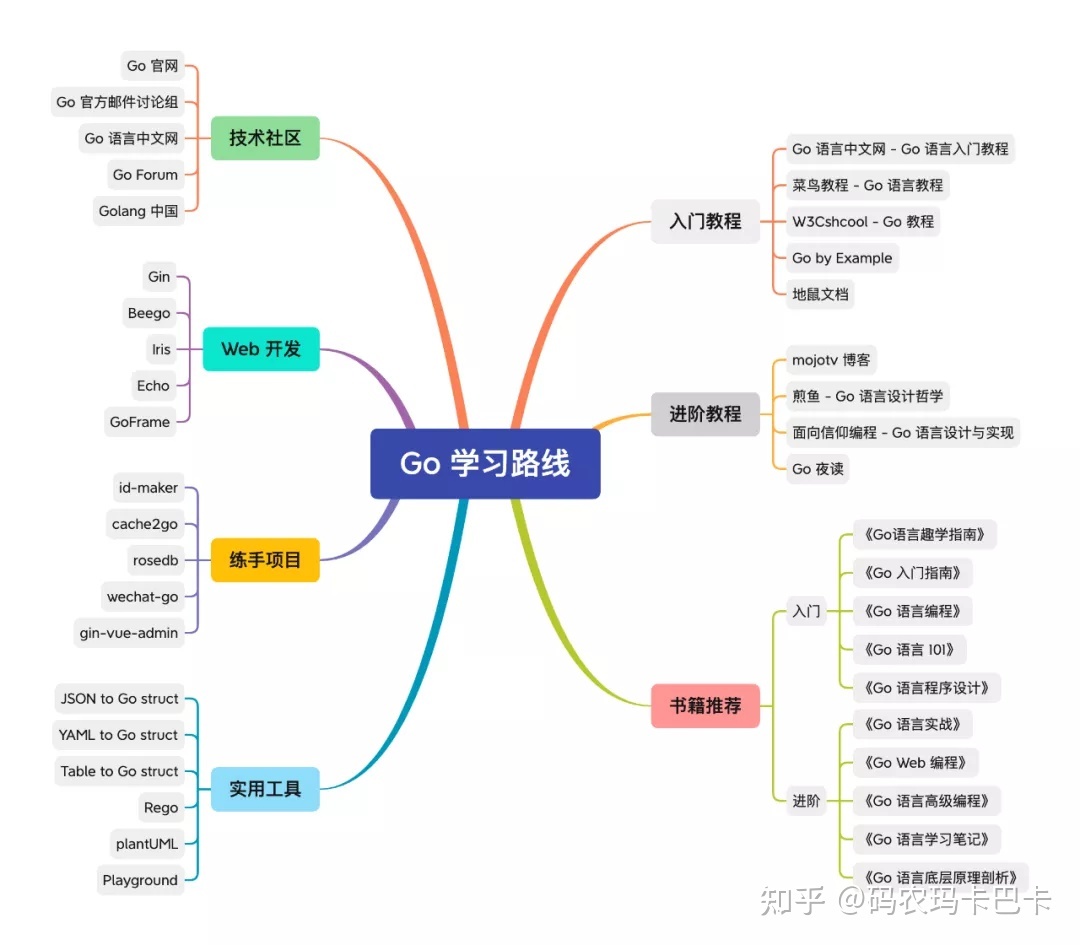 Go 学习路线
技术社区
Go 官网
Go 官方邮件讨论组
Go 语言中文网
Go Forum
Golang 中国
Web 开发
Gin
Beego
Iris
Echo
GoFrame
练手项目
id-maker
cache2go
rosedb
wechat-go
gin-vue-admin
实用工具
JSON to Go struct
YAML to Go struct
Table to Go struct
Rego
plantUML
Playground
入门教程
Go 语言中文网 - Go 语言入门教程
菜鸟教程 - Go 语言教程
W3Cshcool - Go 教程
Go by Example
地鼠文档
进阶教程
mojotv 博客
煎鱼 - Go 语言设计哲学
面向信仰编程 - Go 语言设计与实现
Go 夜读
书籍推荐
入门
《Go语言趣学指南》
《Go 入门指南》
《Go 语言编程》
《Go 语言 101》
《Go 语言程序设计》
进阶
《Go 语言实战》
《Go Web 编程》
《Go 语言高级编程》
《Go 语言学习笔记》
《Go 语言底层原理剖析》
知乎 @码农玛卡巴卡